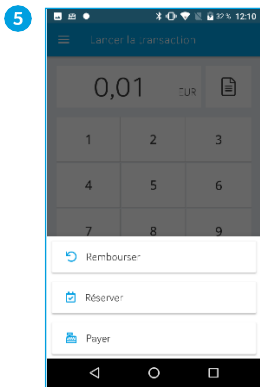 5
32 % 12:10
Lancer la transaction
0,01 EUR
1 2 3
4 5 6
7 8 9
Rembourser
Réserver
Payer